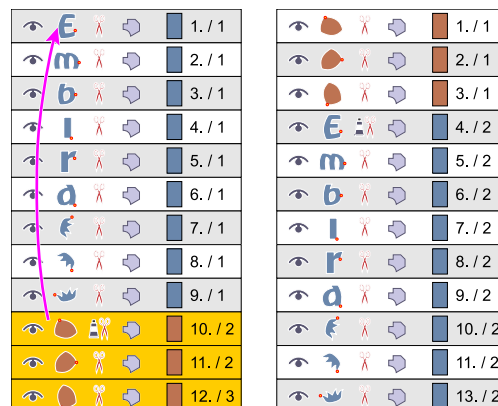 E 1. / 1
m 2. / 1
b 3. / 1
l 4. / 1
r 5. / 1
a 6. / 1
7. / 1
8. / 1
9. / 1
10. / 2
11. / 2
12. / 3
1. / 1
2. / 1
3. / 1
E 4. / 2
m 5. / 2
b 6. / 2
l 7. / 2
r 8. / 2
a 9. / 2
10. / 2
11. / 2
13. / 2